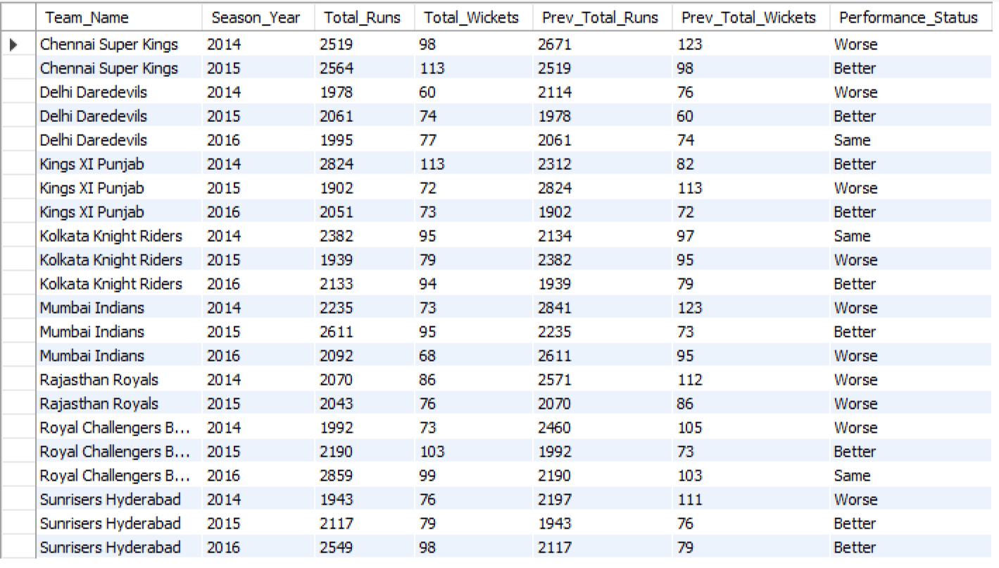 Team_Name Season_Year Total_Runs Total_Wickets Prev_Total_Runs Prev_Total_Wickets Performance_Status
Chennai Super Kings 2014 2519 98 2671 123 Worse
Chennai Super Kings 2015 2564 113 2519 98 Better
Delhi Daredevils 2014 1978 60 2114 76 Worse
Delhi Daredevils 2015 2061 74 1978 60 Better
Delhi Daredevils 2016 1995 77 2061 74 Same
Kings XI Punjab 2014 2824 113 2312 82 Better
Kings XI Punjab 2015 1902 72 2824 113 Worse
Kings XI Punjab 2016 2051 73 1902 72 Better
Kolkata Knight Riders 2014 2382 95 2134 97 Same
Kolkata Knight Riders 2015 1939 79 2382 95 Worse
Kolkata Knight Riders 2016 2133 94 1939 79 Better
Mumbai Indians 2014 2235 73 2841 123 Worse
Mumbai Indians 2015 2611 95 2235 73 Better
Mumbai Indians 2016 2092 68 2611 95 Worse
Rajasthan Royals 2014 2070 86 2571 112 Worse
Rajasthan Royals 2015 2043 76 2070 86 Worse
Royal Challengers B... 2014 1992 73 2460 105 Worse
Royal Challengers B... 2015 2190 103 1992 73 Better
Royal Challengers B... 2016 2859 99 2190 103 Same
Sunrisers Hyderabad 2014 1943 76 2197 111 Worse
Sunrisers Hyderabad 2015 2117 79 1943 76 Better
Sunrisers Hyderabad 2016 2549 98 2117 79 Better